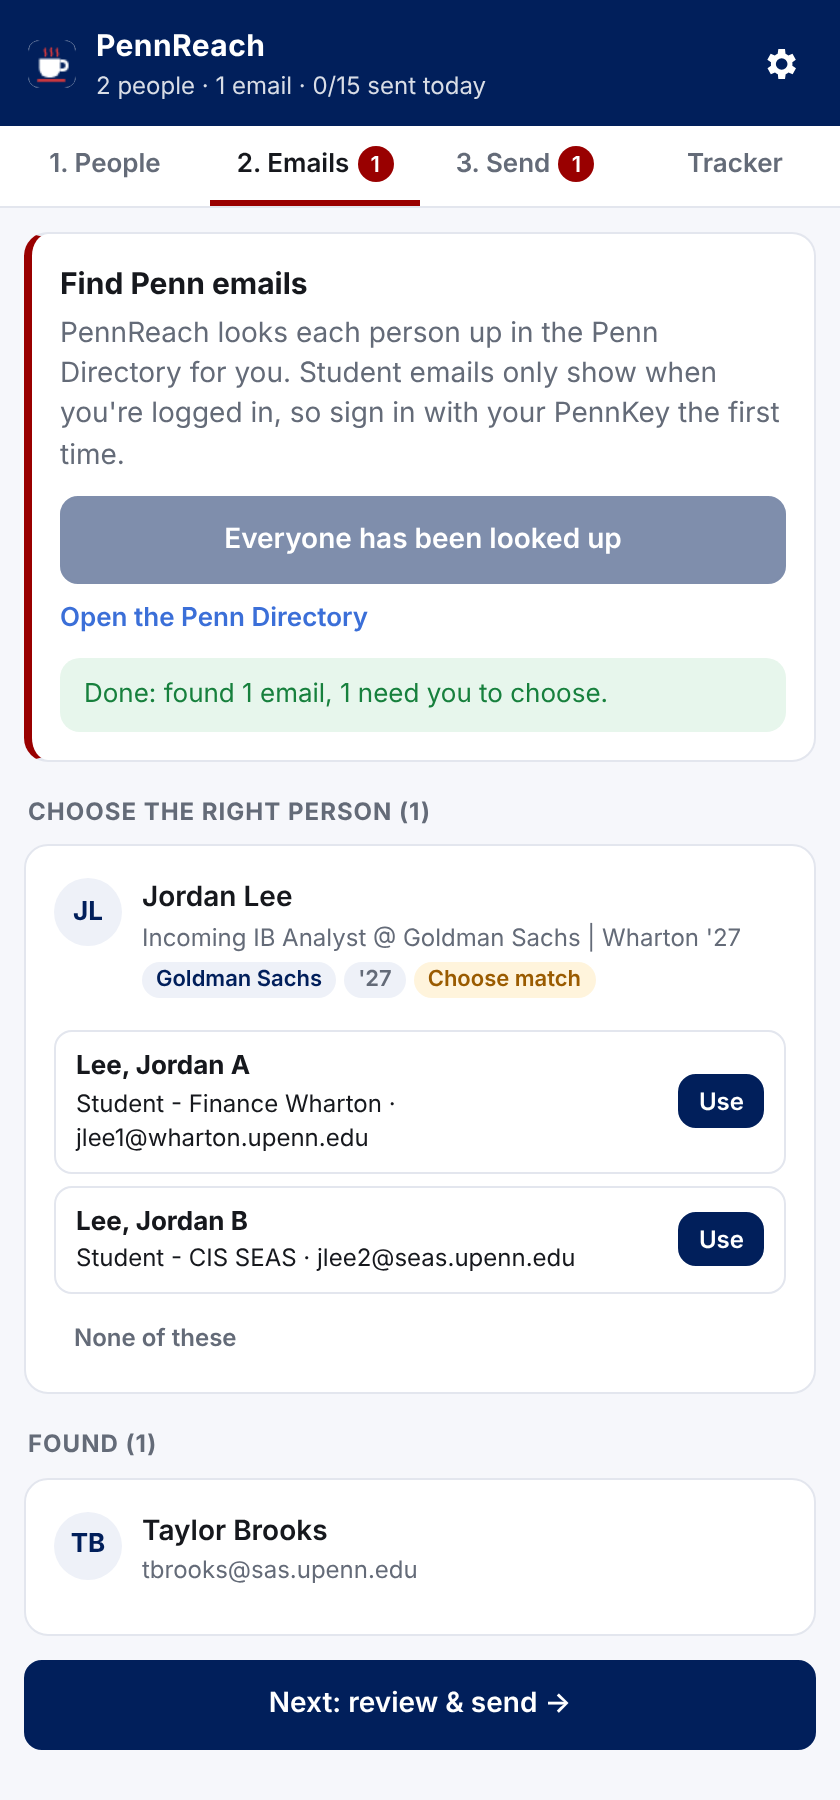 PennReach
2 people · 1 email · 0/15 sent today
1. People
2. Emails 1
3. Send 1
Tracker
Find Penn emails
PennReach looks each person up in the Penn
Directory for you. Student emails only show when
you're logged in, so sign in with your PennKey the first
time.
Everyone has been looked up
Open the Penn Directory
Done: found 1 email, 1 need you to choose.
CHOOSE THE RIGHT PERSON (1)
JL
Jordan Lee
Incoming IB Analyst @ Goldman Sachs | Wharton '27
Goldman Sachs '27 Choose match
Lee, Jordan A
Student - Finance Wharton ·
jlee1@wharton.upenn.edu
Use
Lee, Jordan B
Student - CIS SEAS · jlee2@seas.upenn.edu
Use
None of these
FOUND (1)
TB
Taylor Brooks
tbrooks@sas.upenn.edu
Next: review & send →